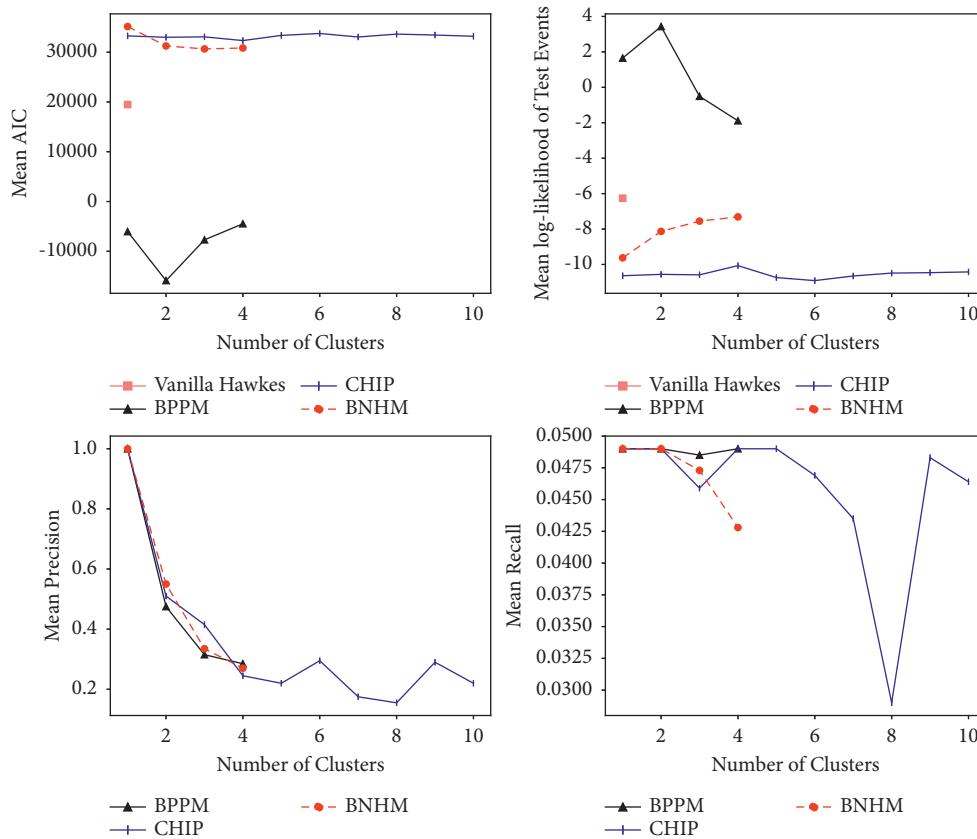 30000
20000
10000
0
-10000
Mean AIC
2 4 6 8 10
Number of Clusters
Vanilla Hawkes
CHIP
BPPM
BNHM
4
2
0
-2
-4
-6
-8
-10
Mean log-likelihood of Test Events
2 4 6 8 10
Number of Clusters
Vanilla Hawkes
CHIP
BPPM
BNHM
1.0
0.8
0.6
0.4
0.2
Mean Precision
2 4 6 8 10
Number of Clusters
BPPM
BNHM
CHIP
0.0500
0.0475
0.0450
0.0425
0.0400
0.0375
0.0350
0.0325
0.0300
Mean Recall
2 4 6 8 10
Number of Clusters
BPPM
BNHM
CHIP